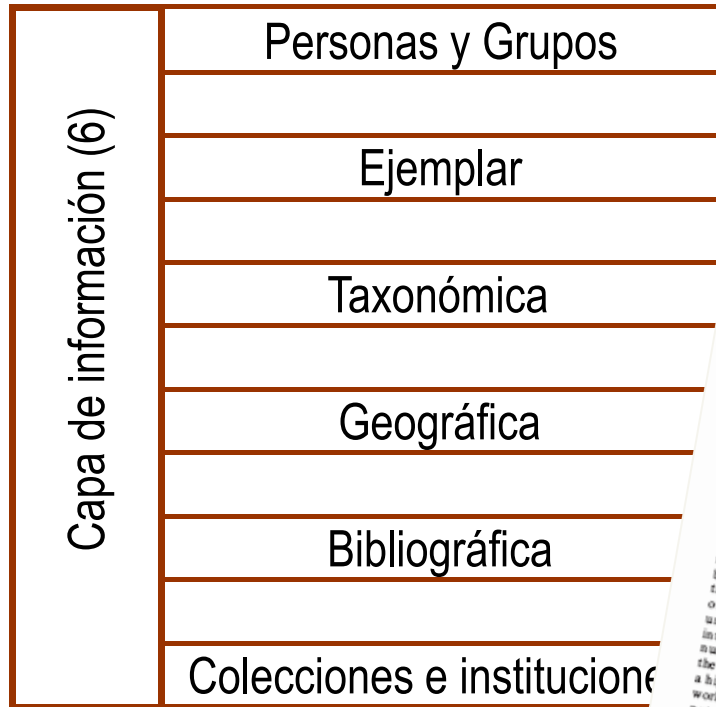 Capa de información (6)
Personas y Grupos
Ejemplar
Taxonómica
Geográfica
Bibliográfica
Colecciones e institucione